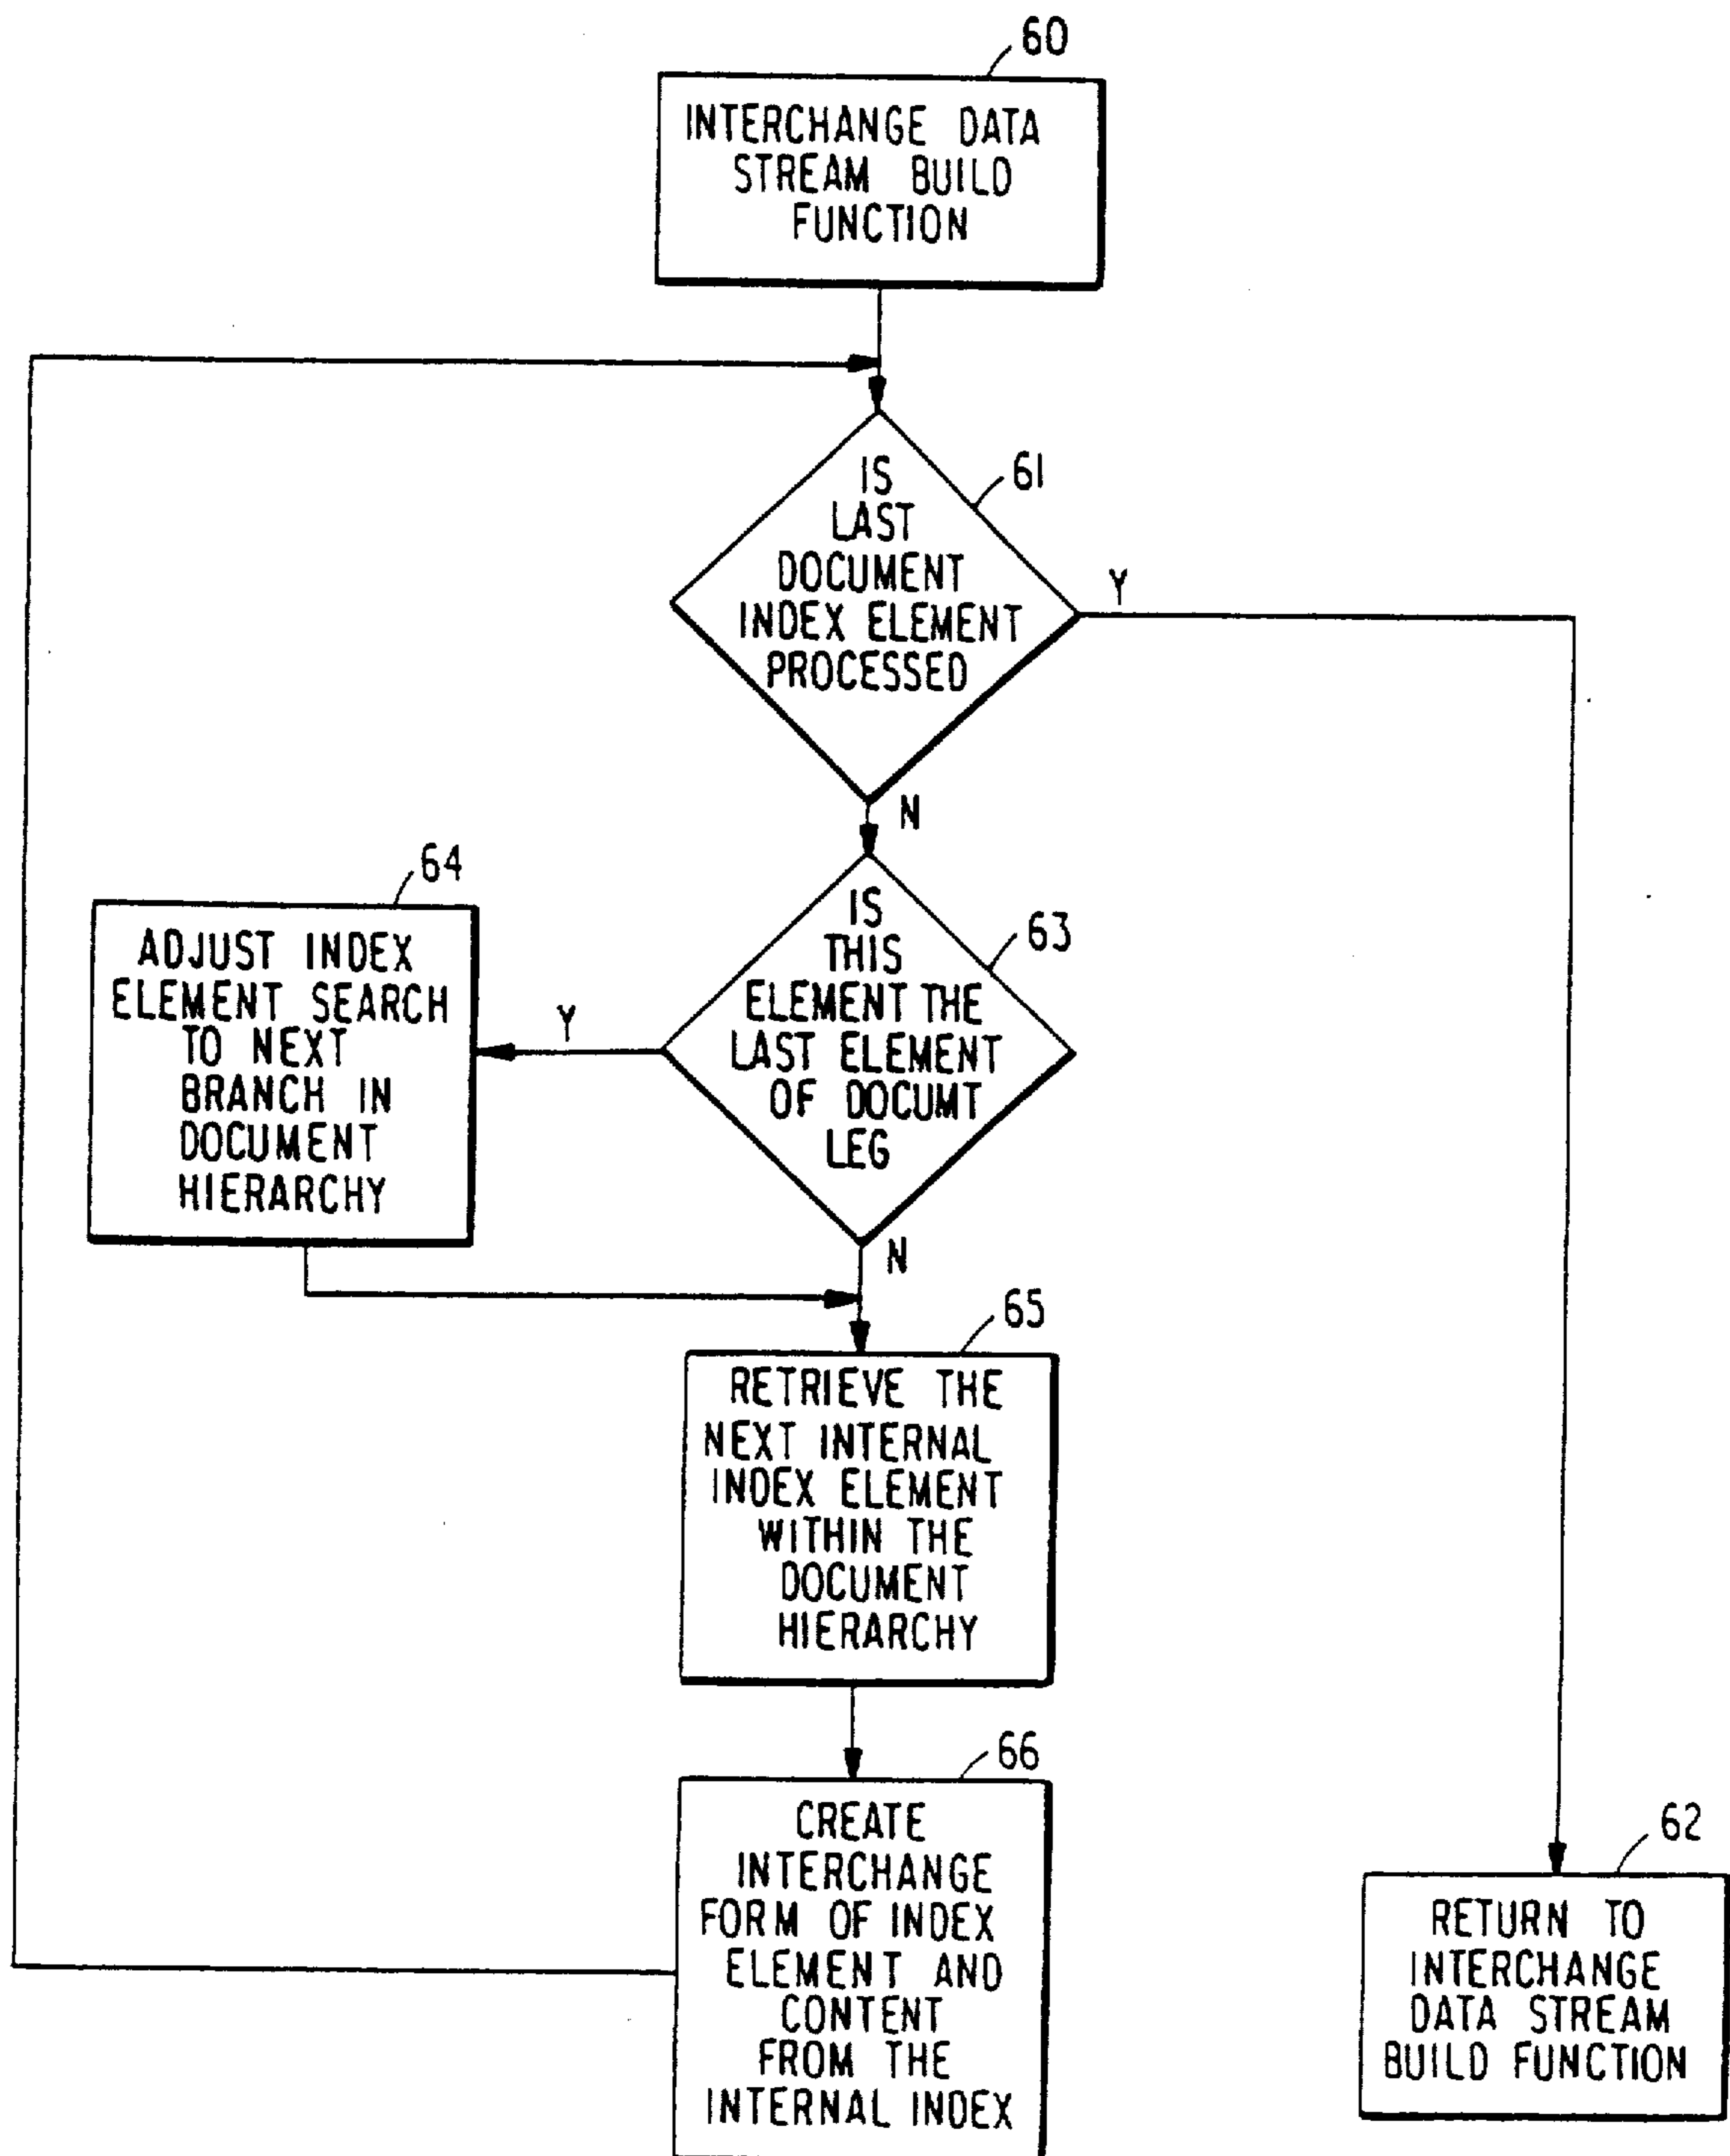 60
INTERCHANGE DATA
STREAM BUILD
FUNCTION
61
IS
LAST
DOCUMENT
INDEX ELEMENT
PROCESSED
Y
N
64
ADJUST INDEX
ELEMENT SEARCH
TO NEXT
BRANCH IN
DOCUMENT
HIERARCHY
Y
63
IS
THIS
ELEMENT THE
LAST ELEMENT
OF DOCUMT
LEG
N
65
RETRIEVE THE
NEXT INTERNAL
INDEX ELEMENT
WITHIN THE
DOCUMENT
HIERARCHY
66
CREATE
INTERCHANGE
FORM OF INDEX
ELEMENT AND
CONTENT
FROM THE
INTERNAL INDEX
62
RETURN TO
INTERCHANGE
DATA STREAM
BUILD FUNCTION